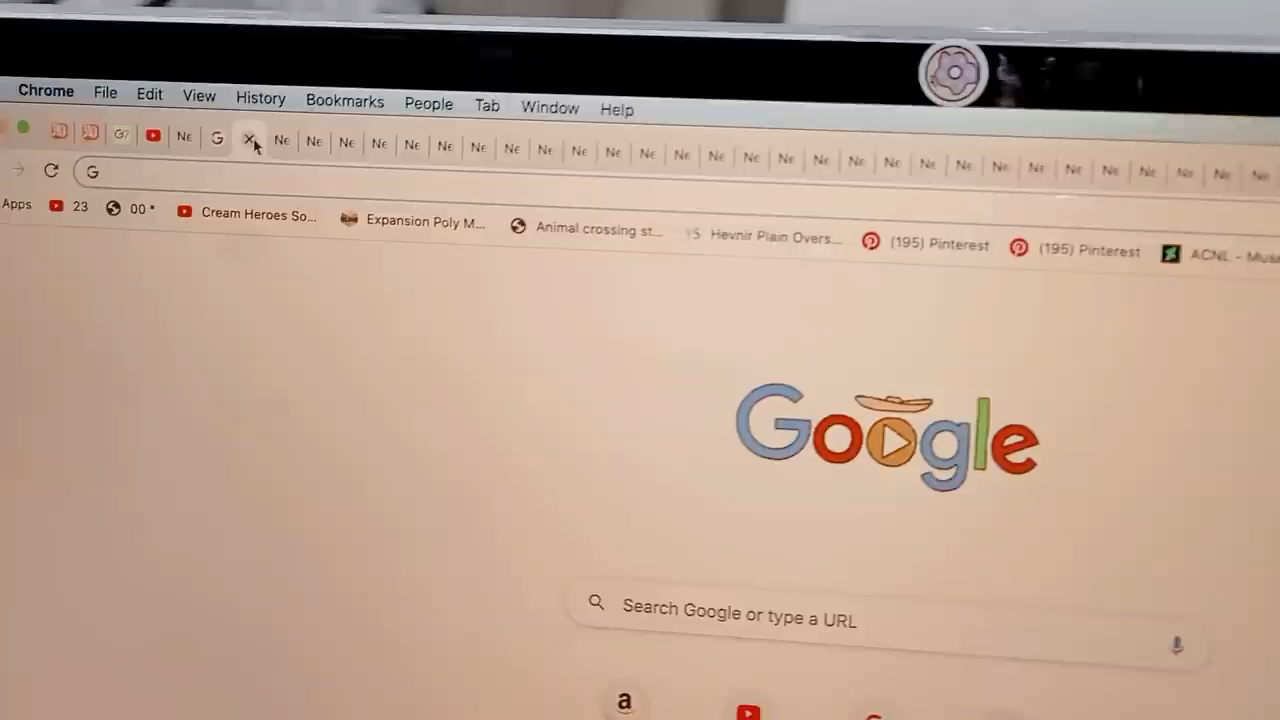 Chrome File Edit View History Bookmarks People Tab Window Help
Ne G Ne Ne Ne Ne Ne Ne Ne Ne Ne Ne Ne Ne Ne Ne Ne Ne Ne Ne Ne Ne Ne Ne Ne Ne Ne Ne Ne Ne Ne
G
Apps 23 00 * Cream Heroes So... Expansion Poly M... Animal crossing st... YS Hevnir Plain Overs... (195) Pinterest (195) Pinterest ACNL - Muse
Google
Search Google or type a URL
a